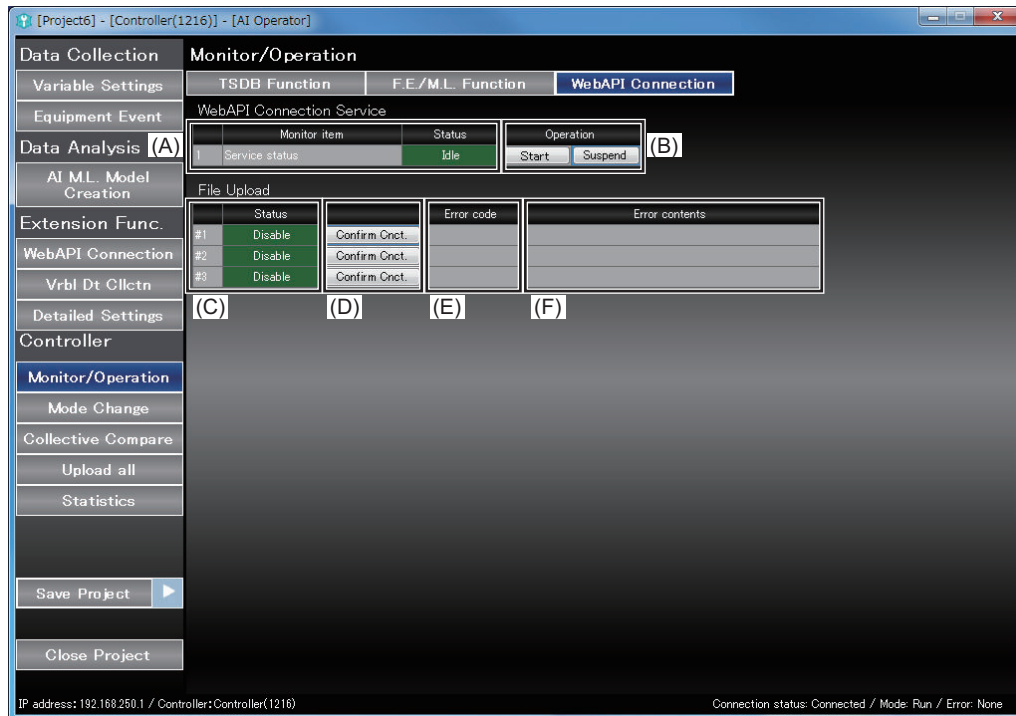 [Project6] - [Controller(1216)] - [AI Operator]
Data Collection
Variable Settings
Equipment Event
Data Analysis
AI M.L. Model
Creation
Extension Func.
WebAPI Connection
Vrbl Dt Cllctn
Detailed Settings
Controller
Monitor/Operation
Mode Change
Collective Compare
Upload all
Statistics
Save Project
Close Project
Monitor/Operation
TSDB Function F.E./M.L. Function WebAPI Connection
WebAPI Connection Service
(A) Monitor item Status Operation (B)
1 Service status Idle Start Suspend
File Upload
Status Error code Error contents
#1 Disable Confirm Cnct.
#2 Disable Confirm Cnct.
#3 Disable Confirm Cnct.
(C) (D) (E) (F)
IP address: 192.168.250.1 / Controller:Controller(1216) Connection status: Connected / Mode: Run / Error: None